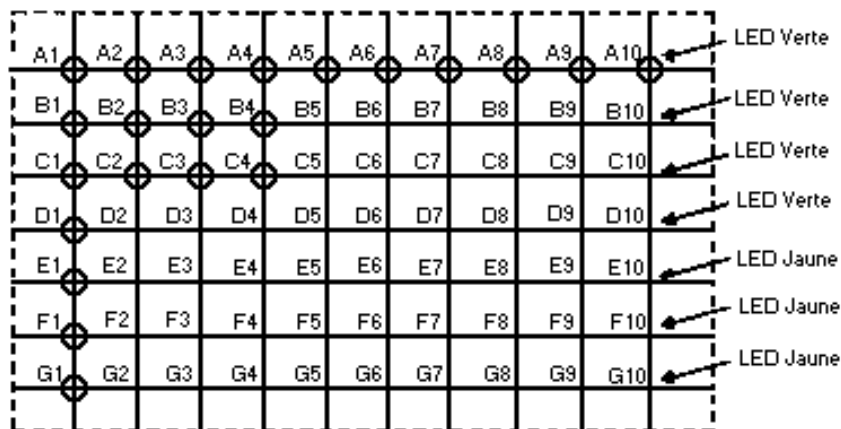 A1 A2 A3 A4 A5 A6 A7 A8 A9 A10 LED Verte
B1 B2 B3 B4 B5 B6 B7 B8 B9 B10 LED Verte
C1 C2 C3 C4 C5 C6 C7 C8 C9 C10 LED Verte
D1 D2 D3 D4 D5 D6 D7 D8 D9 D10 LED Verte
E1 E2 E3 E4 E5 E6 E7 E8 E9 E10 LED Jaune
F1 F2 F3 F4 F5 F6 F7 F8 F9 F10 LED Jaune
G1 G2 G3 G4 G5 G6 G7 G8 G9 G10 LED Jaune